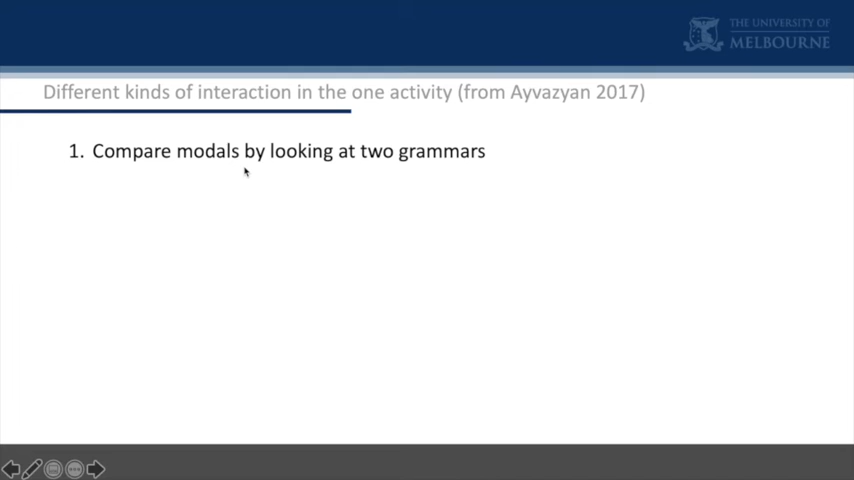 THE UNIVERSITY OF
MELBOURNE
Different kinds of interaction in the one activity (from Ayvazyan 2017)
1. Compare modals by looking at two grammars